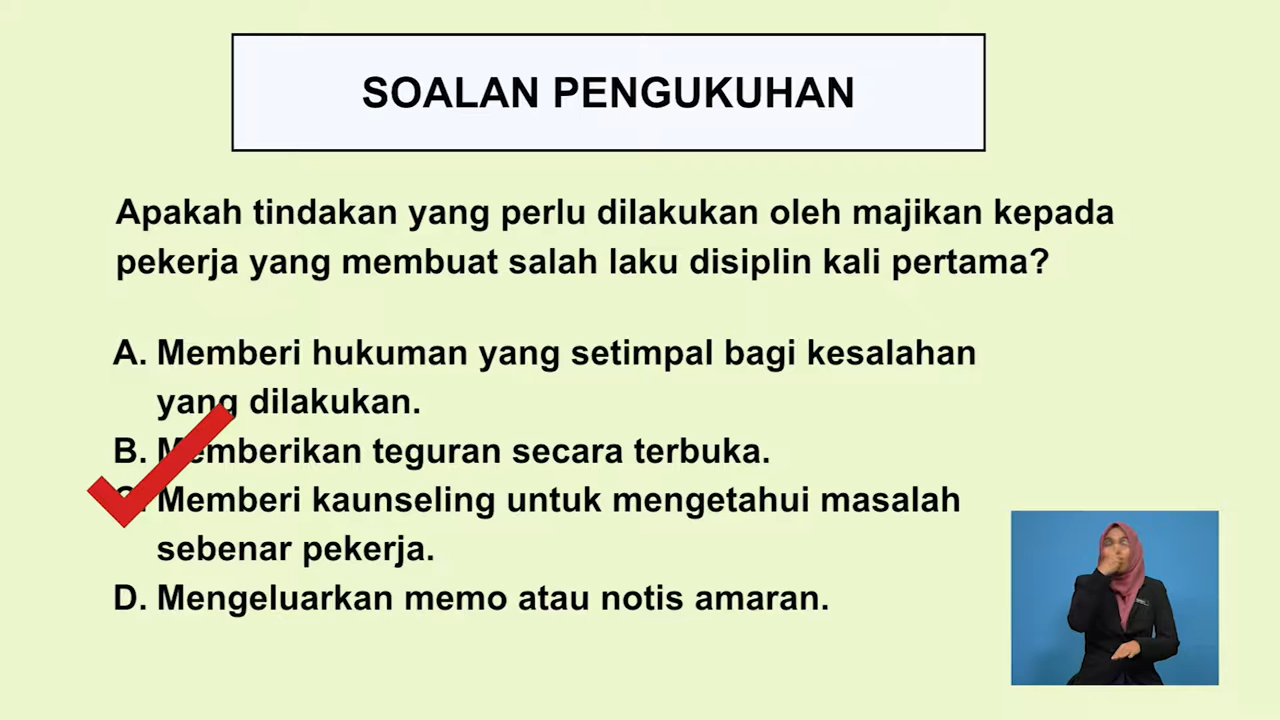 SOALAN PENGUKUHAN
Apakah tindakan yang perlu dilakukan oleh majikan kepada
pekerja yang membuat salah laku disiplin kali pertama?
A. Memberi hukuman yang setimpal bagi kesalahan
yang dilakukan.
B. Memberikan teguran secara terbuka.
C. Memberi kaunseling untuk mengetahui masalah
sebenar pekerja.
D. Mengeluarkan memo atau notis amaran.